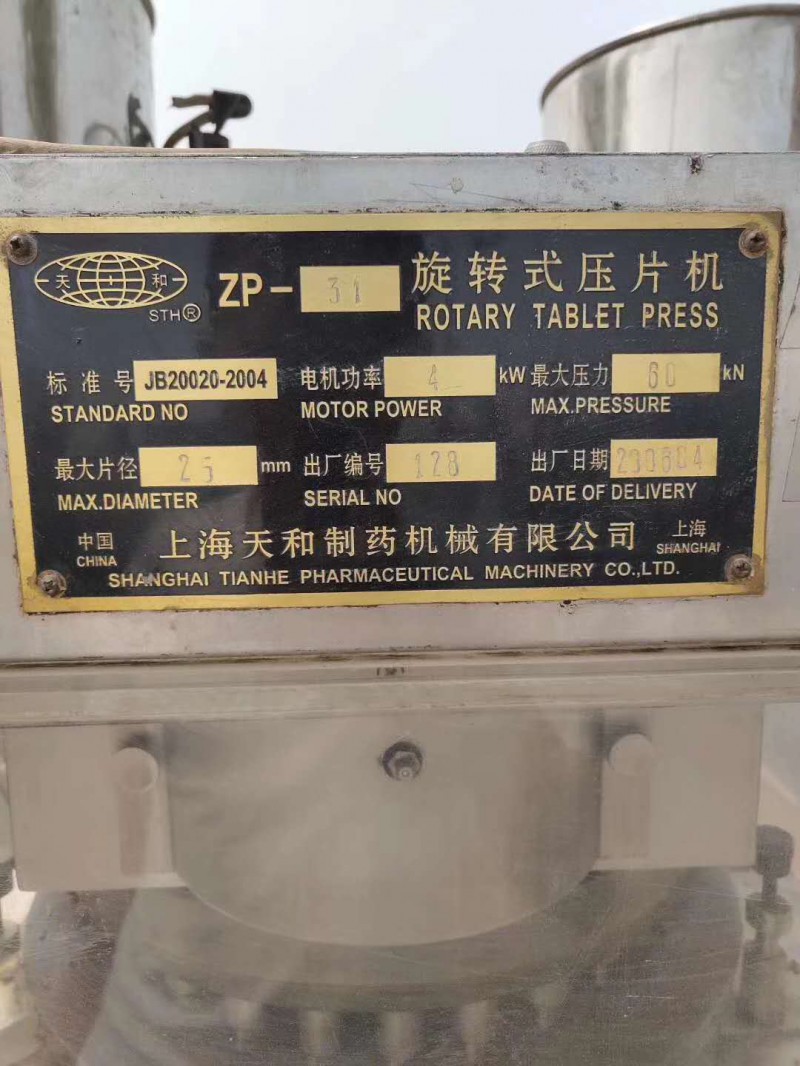 天 和
STH®
ZP- 31 旋转式压片机
ROTARY TABLET PRESS
标准号 JB20020-2004 电机功率 4 kW 最大压力 60 kN
STANDARD NO MOTOR POWER MAX.PRESSURE
最大片径 25 mm 出厂编号 128 出厂日期
MAX.DIAMETER SERIAL NO DATE OF DELIVERY
中国 上海天和制药机械有限公司 上海
CHINA SHANGHAI
SHANGHAI TIANHE PHARMACEUTICAL MACHINERY CO.,LTD.